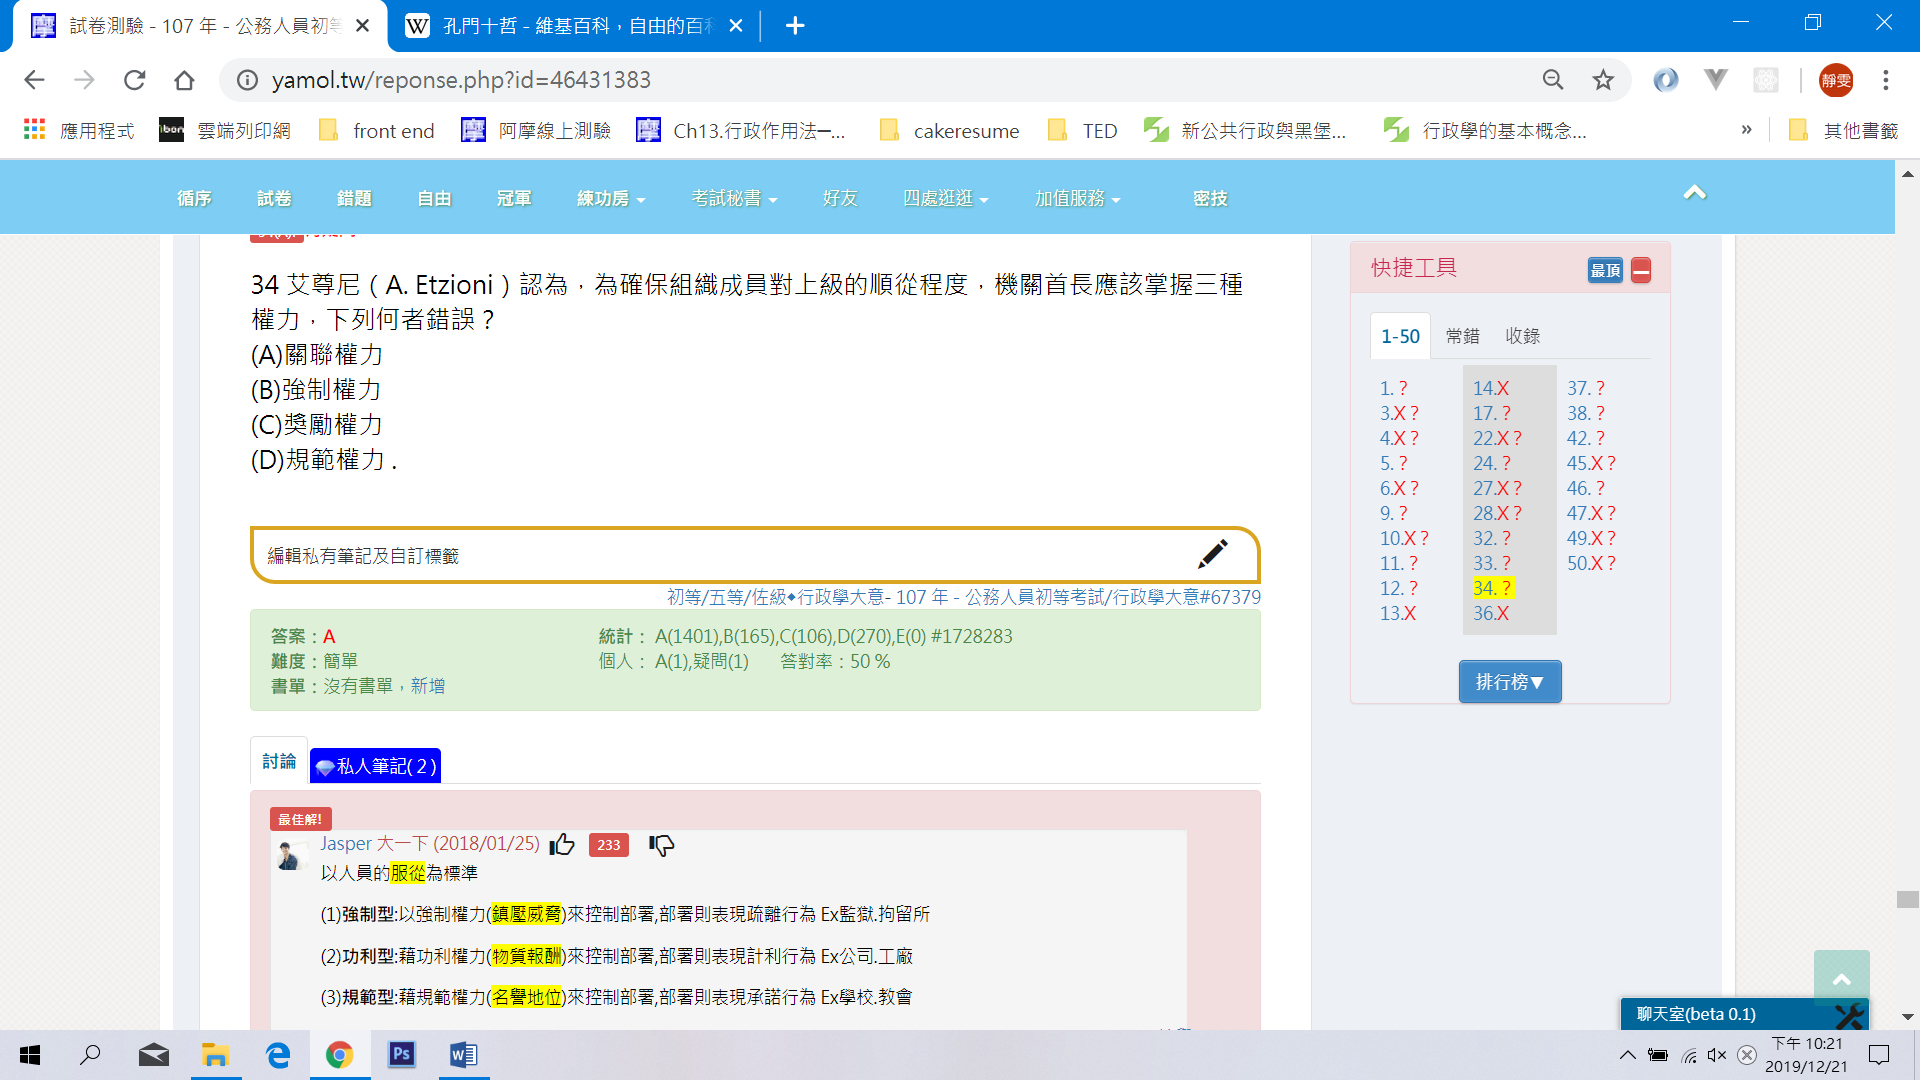 試卷測驗 - 107 年 - 公務人員初等
孔門十哲 - 維基百科，自由的百科
yamol.tw/reponse.php?id=46431383
靜雯
應用程式
ibon
雲端列印網
front end
阿摩線上測驗
Ch13.行政作用法─...
cakeresume
TED
新公共行政與黑堡...
行政學的基本概念...
»
其他書籤
循序
試卷
錯題
自由
冠軍
練功房
考試秘書
好友
四處逛逛
加值服務
密技
34 艾尊尼（A. Etzioni）認為，為確保組織成員對上級的順從程度，機關首長應該掌握三種
權力，下列何者錯誤？
(A)關聯權力
(B)強制權力
(C)獎勵權力
(D)規範權力 .
編輯私有筆記及自訂標籤
初等/五等/佐級◆行政學大意- 107 年 - 公務人員初等考試/行政學大意#67379
答案：A
難度：簡單
書單：沒有書單，新增
統計： A(1401),B(165),C(106),D(270),E(0) #1728283
個人： A(1),疑問(1) 答對率：50 %
討論
私人筆記( 2 )
最佳解!
Jasper 大一下 (2018/01/25)
233
以人員的服從為標準
(1)強制型:以強制權力(鎮壓威脅)來控制部署,部署則表現疏離行為 Ex監獄.拘留所
(2)功利型:藉功利權力(物質報酬)來控制部署,部署則表現計利行為 Ex公司.工廠
(3)規範型:藉規範權力(名譽地位)來控制部署,部署則表現承諾行為 Ex學校.教會
快捷工具
最頂
1-50
常錯
收錄
1. ?
3.X ?
4.X ?
5. ?
6.X ?
9. ?
10.X ?
11. ?
12. ?
13.X
14.X
17. ?
22.X ?
24. ?
27.X ?
28.X ?
32. ?
33. ?
34. ?
36.X
37. ?
38. ?
42. ?
45.X ?
46. ?
47.X ?
49.X ?
50.X ?
排行榜▼
聊天室(beta 0.1)
Ps
下午 10:21
2019/12/21